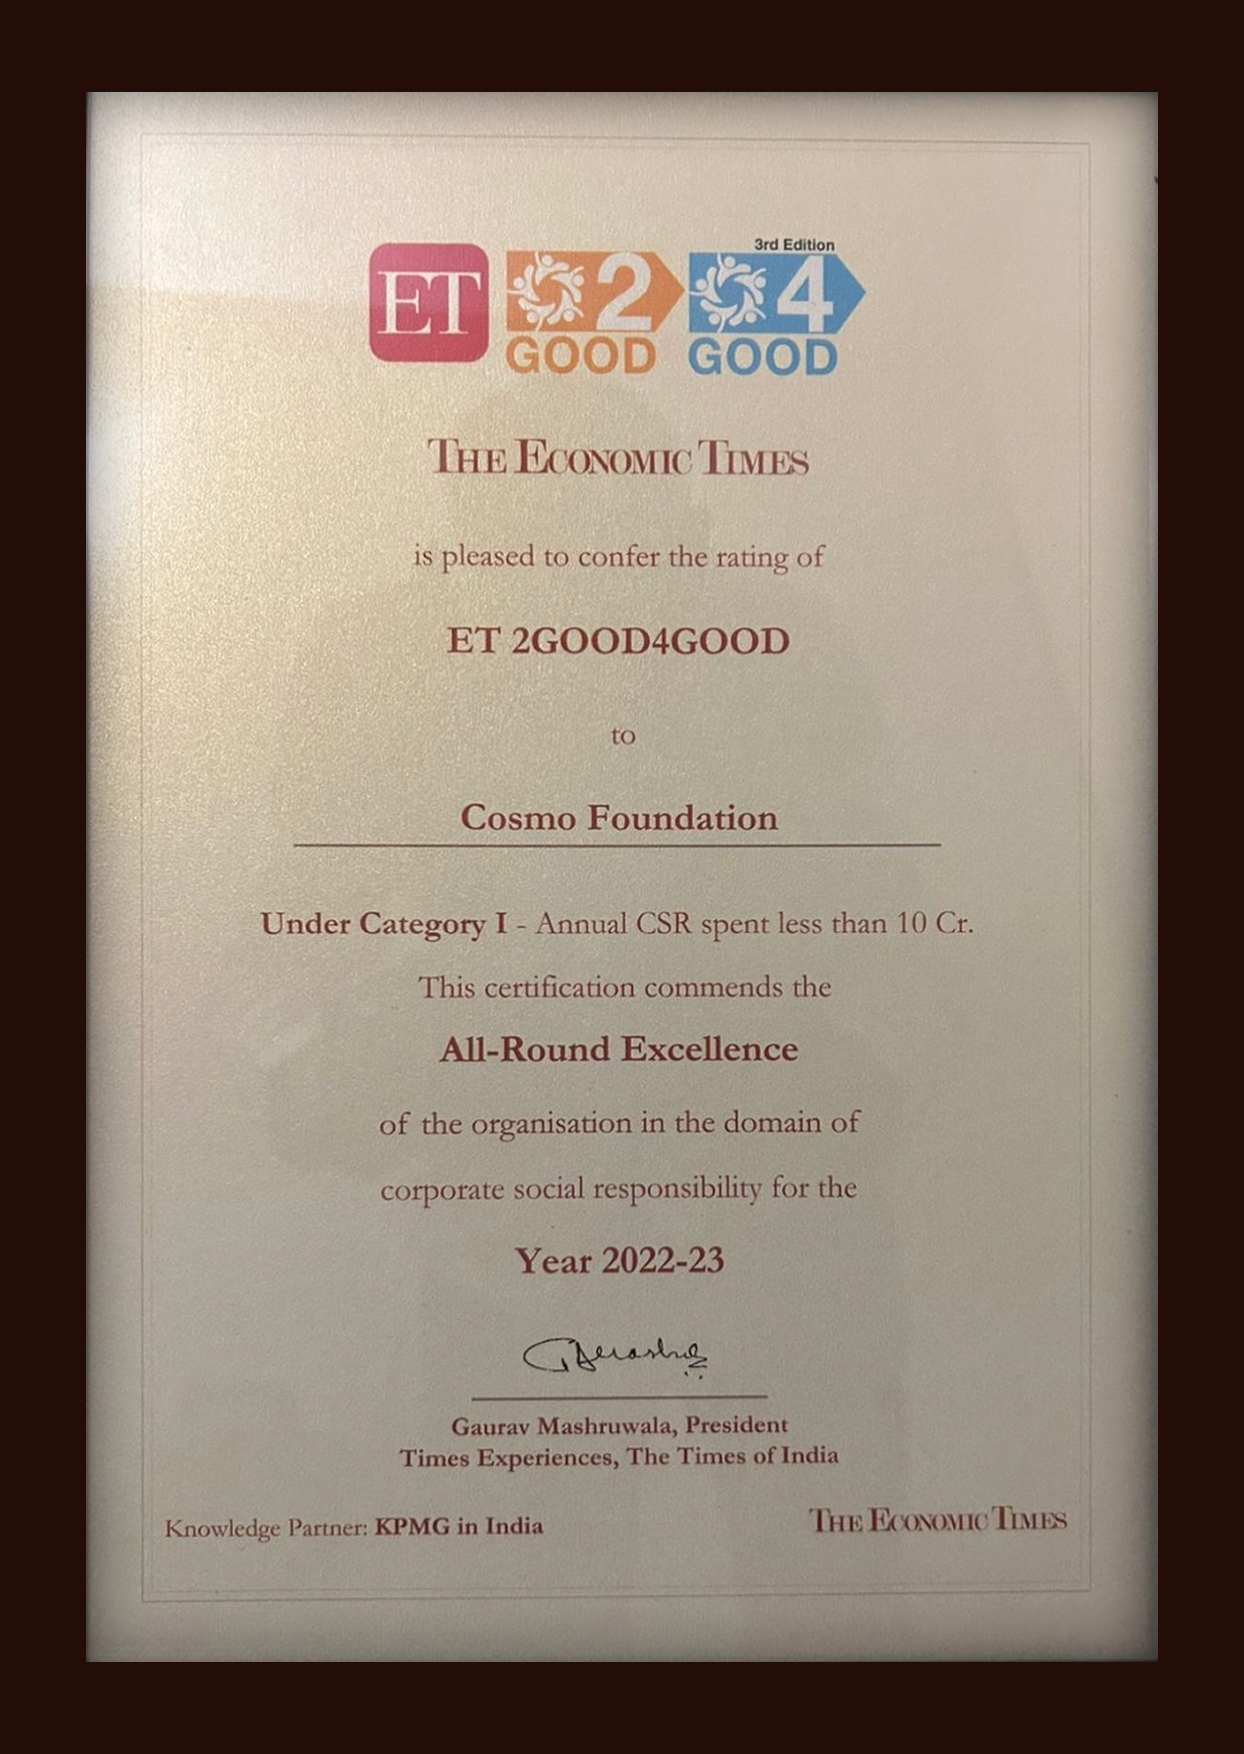 3rd Edition
ET 2 4
GOOD GOOD
THE ECONOMIC TIMES
is pleased to confer the rating of
ET 2GOOD4GOOD
to
Cosmo Foundation
Under Category I - Annual CSR spent less than 10 Cr.
This certification commends the
All-Round Excellence
of the organisation in the domain of
corporate social responsibility for the
Year 2022-23
Gaurav Mashruwala, President
Times Experiences, The Times of India
Knowledge Partner: KPMG in India
THE ECONOMIC TIMES